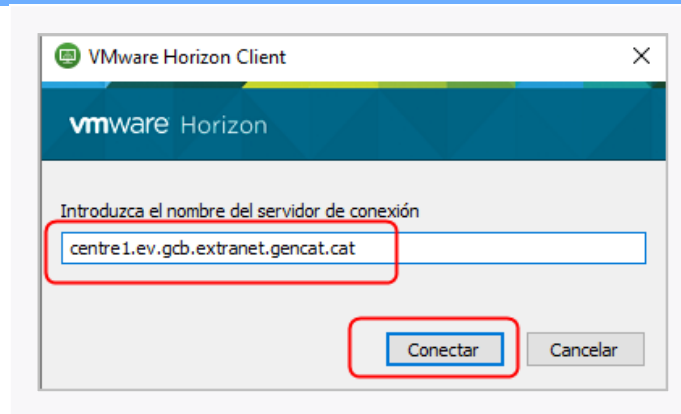 VMware Horizon Client
vmware Horizon
Introduzca el nombre del servidor de conexión
centre1.ev.gcb.extranet.gencat.cat
Conectar
Cancelar